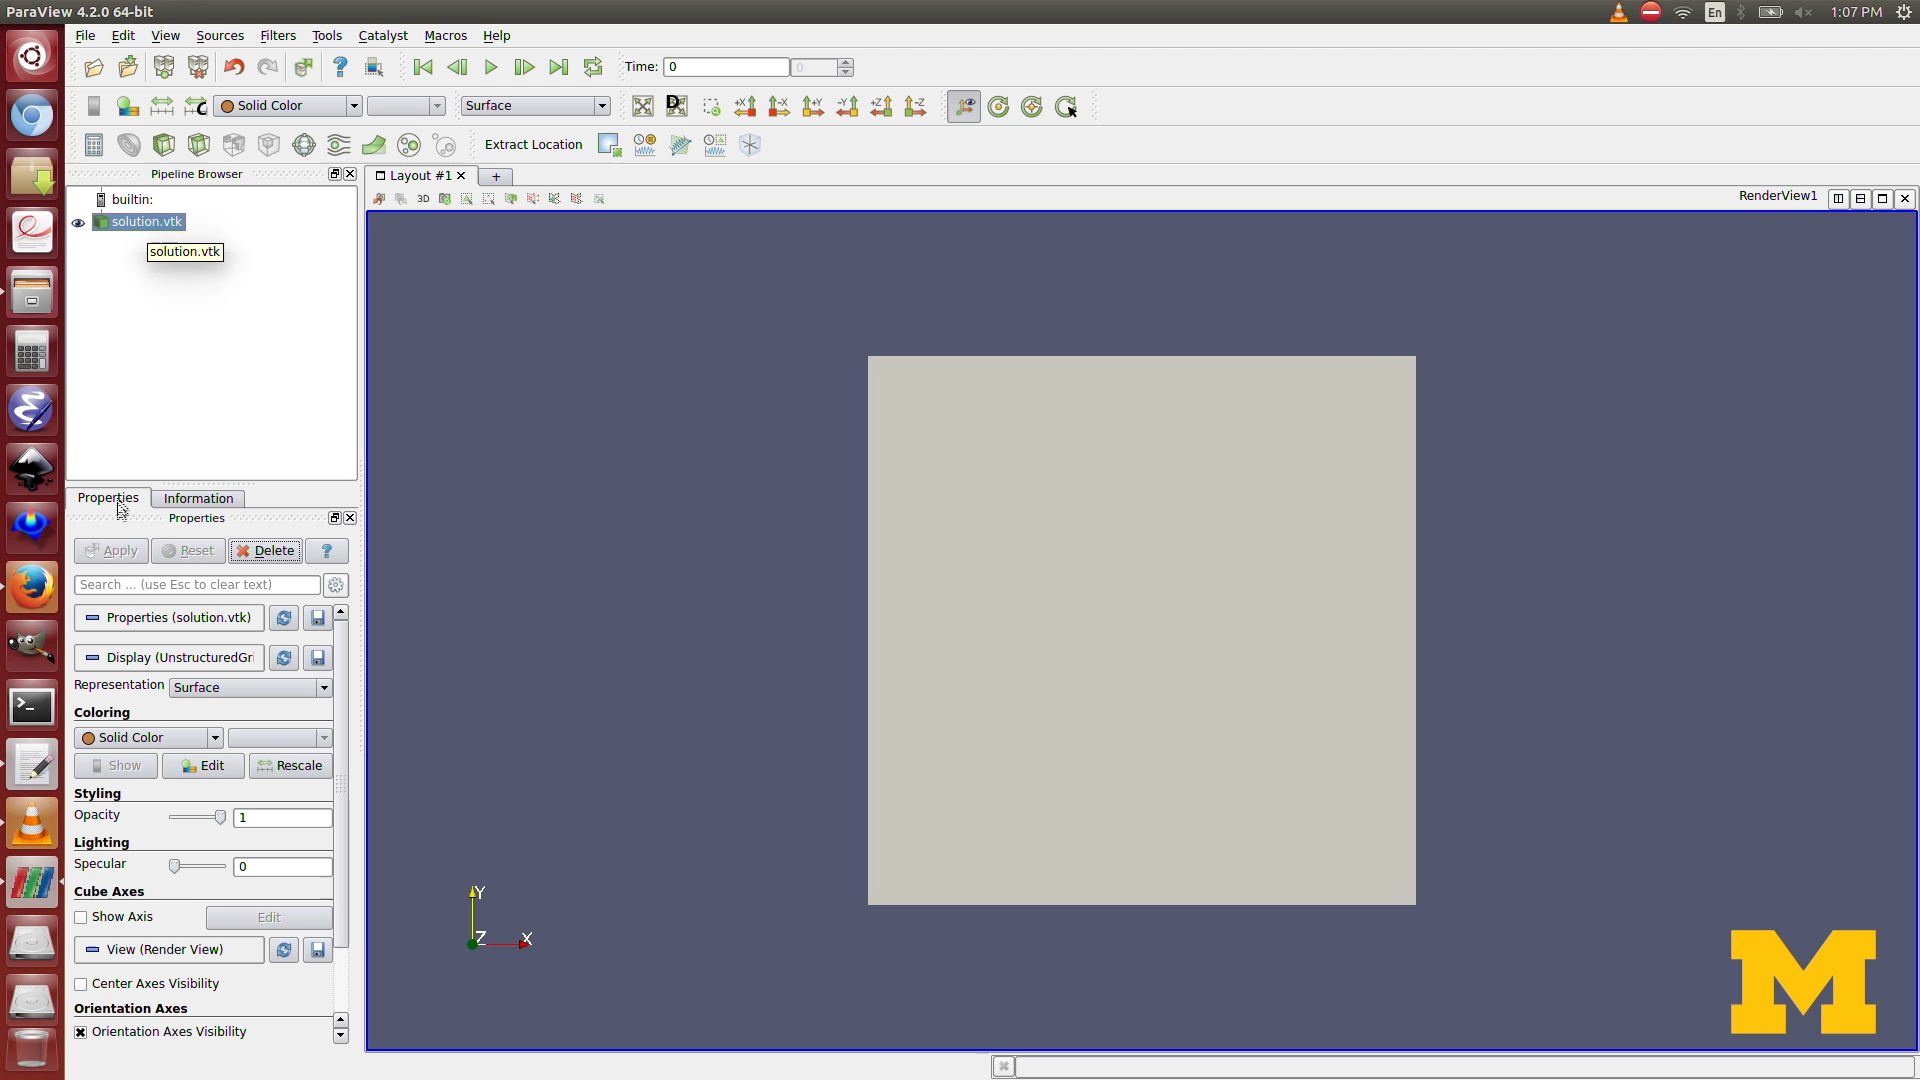 ParaView 4.2.0 64-bit
En
1:07 PM
File Edit View Sources Filters Tools Catalyst Macros Help
Time: 0 0
Solid Color Surface +X -X +Y -Y +Z -Z
Extract Location
Pipeline Browser
Layout #1
+
builtin:
3D
RenderView1
solution.vtk
solution.vtk
Properties Information
Properties
Apply Reset Delete ?
Search ... (use Esc to clear text)
Properties (solution.vtk)
Display (UnstructuredGri
Representation Surface
Coloring
Solid Color
Show Edit Rescale
Styling
Opacity 1
Lighting
Specular 0
Cube Axes
Show Axis Edit
View (Render View)
Center Axes Visibility
Orientation Axes
Orientation Axes Visibility
Y
Z X
M